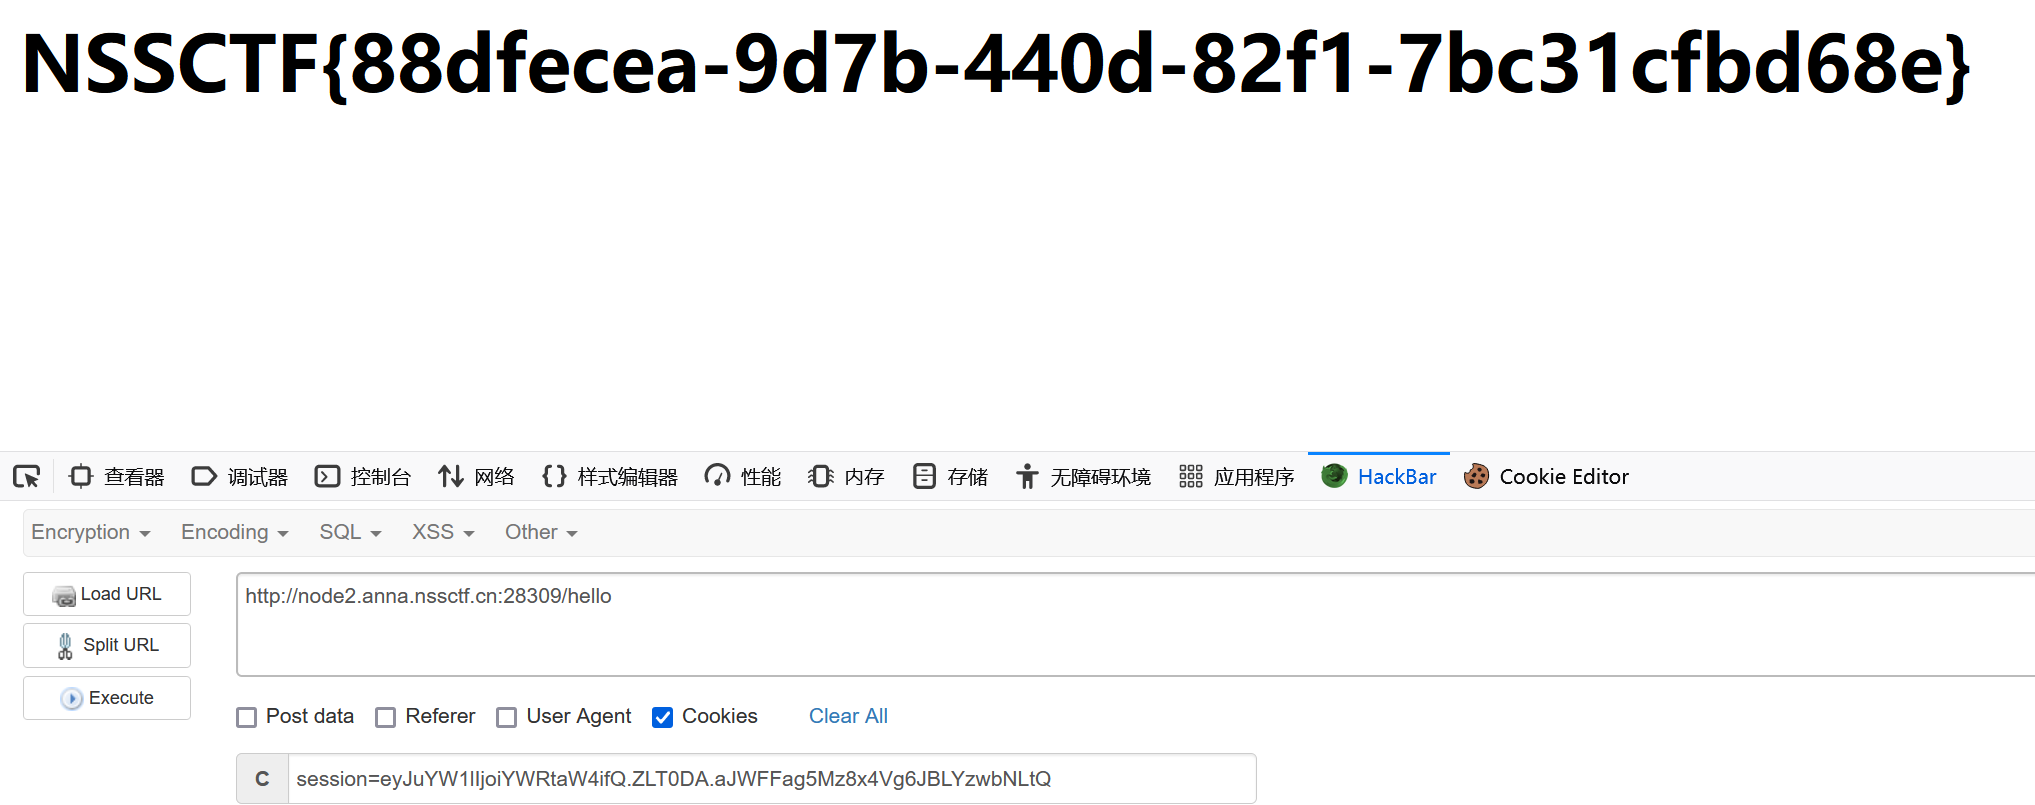 NSSCTF{88dfecea-9d7b-440d-82f1-7bc31cfbd68e}
查看器 调试器 控制台 网络 样式编辑器 性能 内存 存储 无障碍环境 应用程序 HackBar Cookie Editor
Encryption Encoding SQL XSS Other
Load URL
http://node2.anna.nssctf.cn:28309/hello
Split URL
Execute
Post data Referer User Agent Cookies Clear All
C session=eyJuYW1lIjoiYWRtaW4ifQ.ZLT0DA.aJWFFag5Mz8x4Vg6JBLYzwbNLtQ